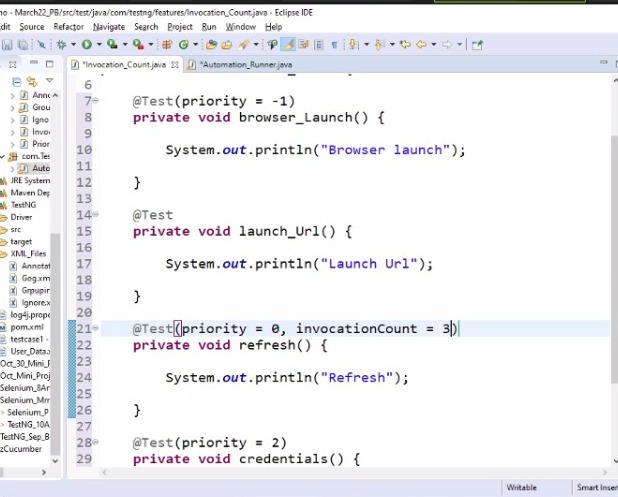 no - March22_PB/src/test/java/com/testng/features/Invocation_Count.java - Eclipse IDE
dit Source Refactor Navigate Search Project Run Window Help
*Invocation_Count.java
*Automation_Runner.java
Anno
Grou
Igno
Invo
Prior
com.Te
Auto
JRE System
Maven Dep
TestNG
Driver
src
target
XML_Files
Annotat
Gog.xm
Grpupin
Ignore.x
log4j.prope
pom.xml
testcase1 -
User_Data.
Oct_30_Mini_P
Oct_Mini_Proj
Selenium_8Ar
Selenium_Mrr
Selenium_P
TestNG_10A
TestNG_Sep_B
zCucumber
6
7 @Test(priority = -1)
8 private void browser_Launch() {
9
10 System.out.println("Browser launch");
11
12 }
13
14 @Test
15 private void launch_Url() {
16
17 System.out.println("Launch Url");
18
19 }
20
21 @Test(priority = 0, invocationCount = 3)
22 private void refresh() {
23
24 System.out.println("Refresh");
25
26 }
27
28 @Test(priority = 2)
29 private void credentials() {
Writable
Smart Inser